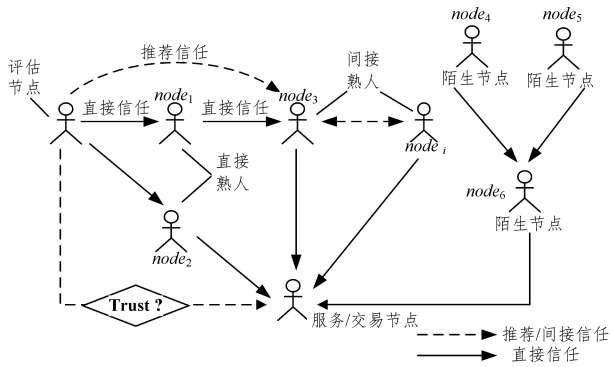 node4
node5
推荐信任
间接
熟人
评估
节点
陌生节点
陌生节点
直接信任
node1
直接信任
node3
node i
直接
熟人
node6
陌生节点
node2
Trust ?
服务/交易节点
推荐/间接信任
直接信任